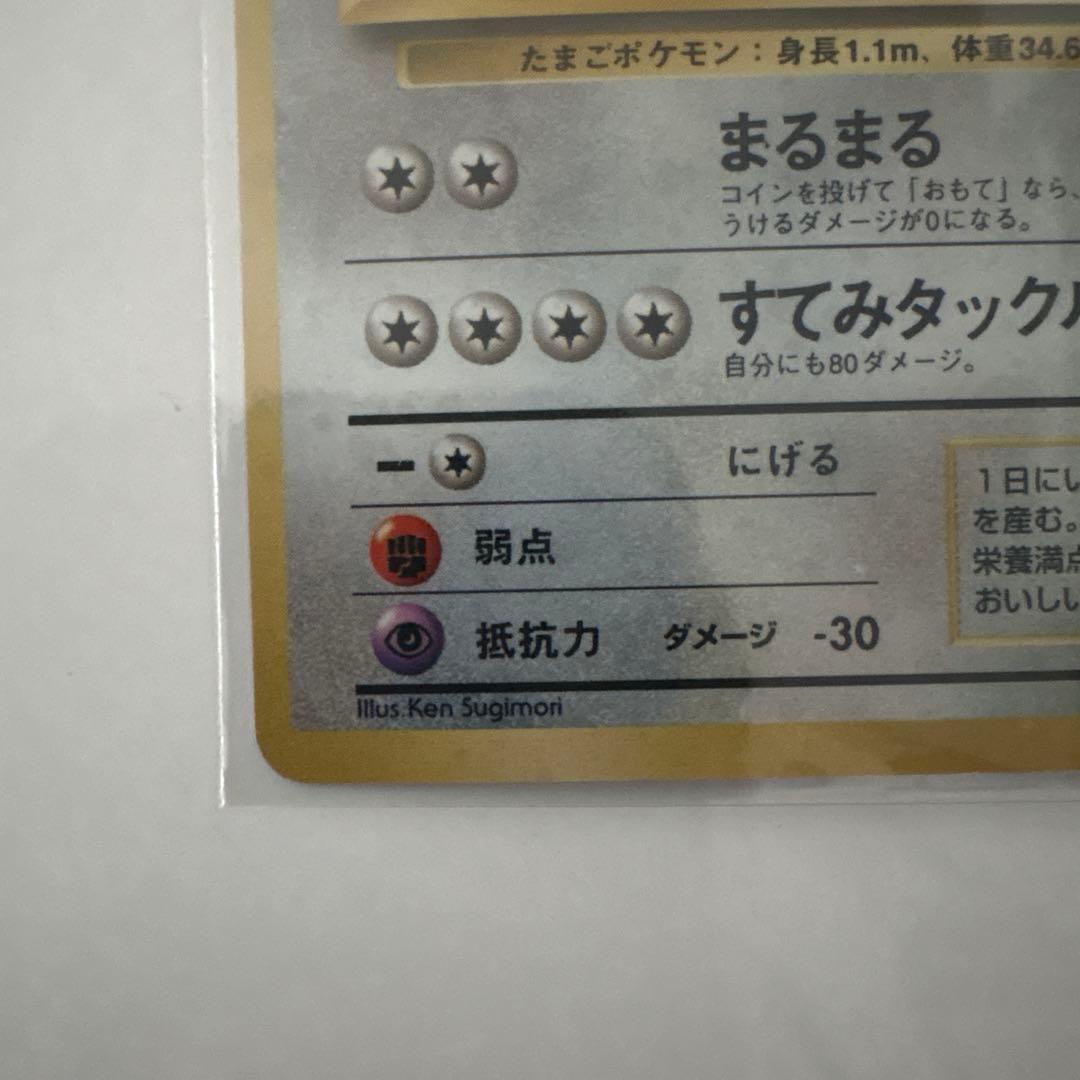 たまごポケモン：身長1.1m、体重34.6
まるまる
コインを投げて「おもて」なら、
うけるダメージが0になる。
すてみタックル
自分にも80ダメージ。
にげる
弱点
抵抗力 ダメージ -30
1日にい
を産む。
栄養満点
おいしい
Illus.Ken Sugimori